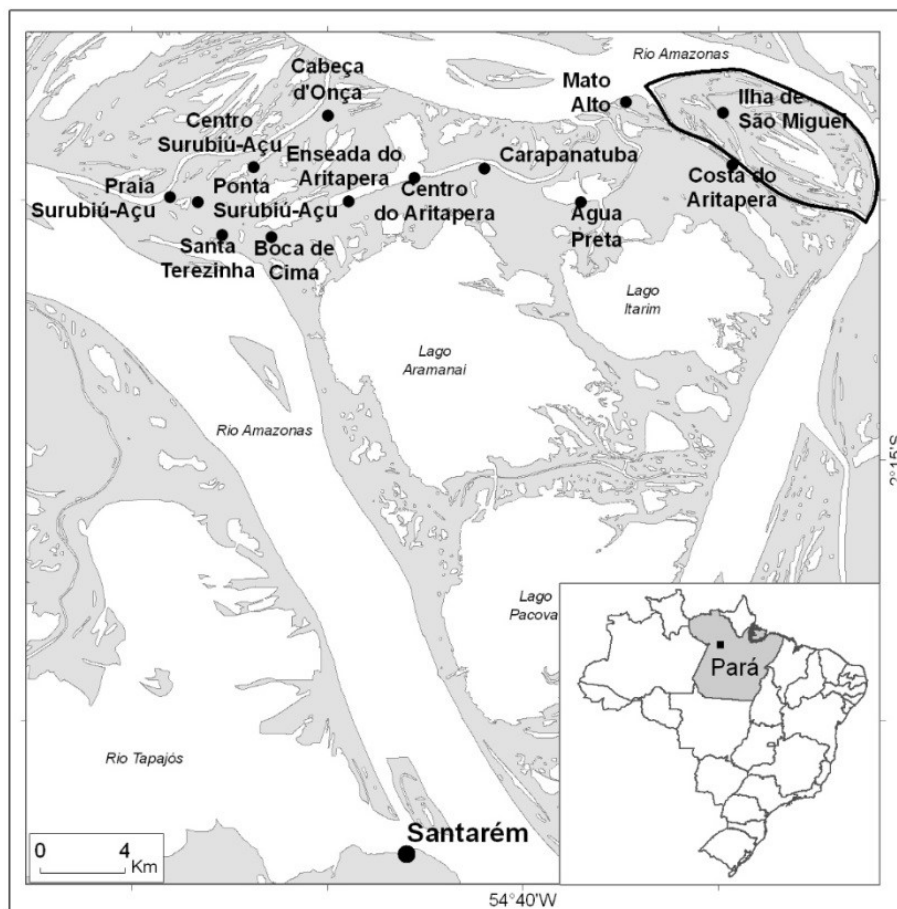 Rio Amazonas
Cabeça
d'Onça
Mato
Alto
Ilha de
São Miguel
Centro
Surubiú-Açu
Enseada do
Aritapera
Carapanatuba
Costa do
Aritapera
Praia
Surubiú-Açu
Ponta
Surubiú-Açu
Centro
do Aritapera
Água
Preta
Santa
Terezinha
Boca de
Cima
Lago
Itarim
Lago
Aramanai
Rio Amazonas
2°15'S
Lago
Pacova
Pará
Rio Tapajós
Santarém
0 4
Km
54°40'W